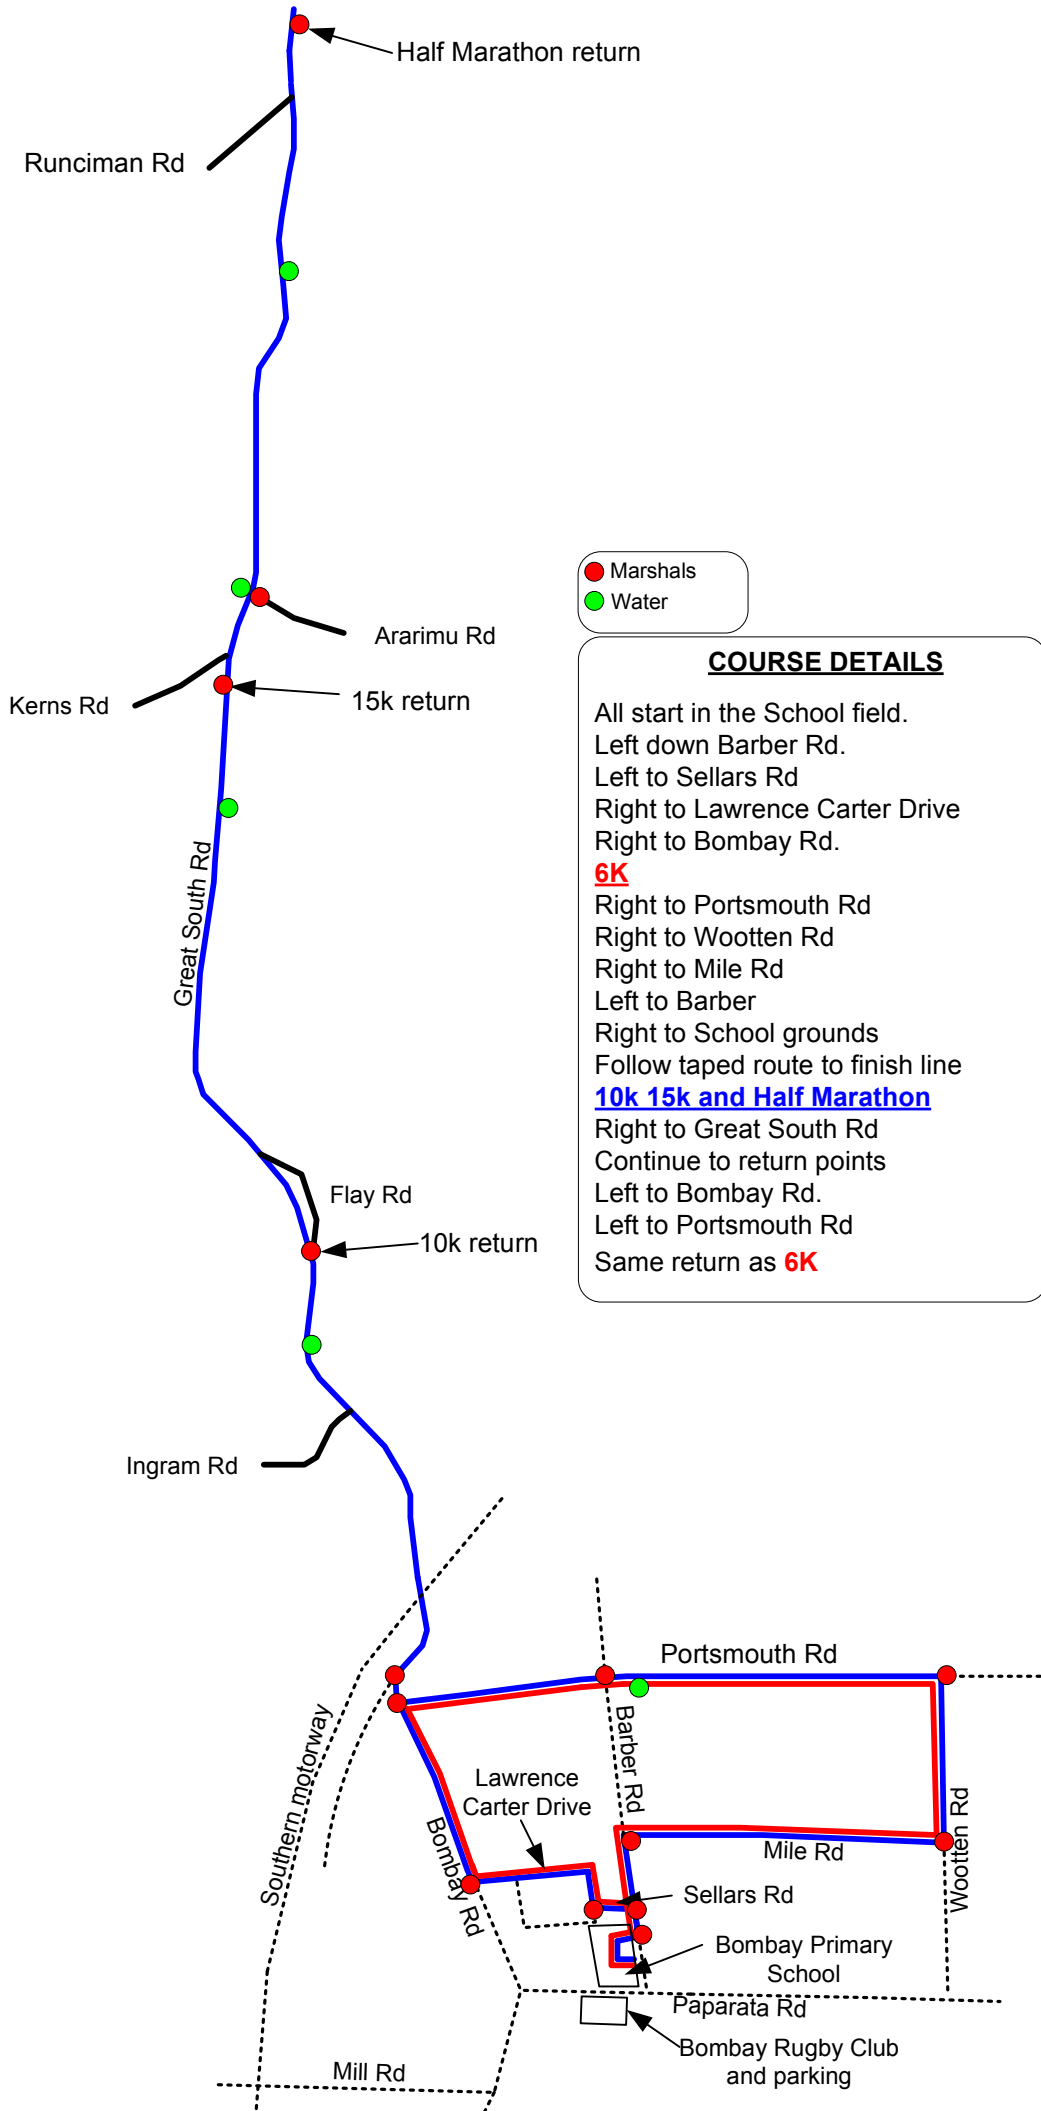 Half Marathon return
Runciman Rd
Marshals
Water
Ararimu Rd
Kerns Rd
15k return
COURSE DETAILS
All start in the School field.
Left down Barber Rd.
Left to Sellars Rd
Right to Lawrence Carter Drive
Right to Bombay Rd.
6K
Right to Portsmouth Rd
Right to Wootten Rd
Right to Mile Rd
Left to Barber
Right to School grounds
Follow taped route to finish line
10k 15k and Half Marathon
Right to Great South Rd
Continue to return points
Left to Bombay Rd.
Left to Portsmouth Rd
Same return as 6K
Great South Rd
Flay Rd
10k return
Ingram Rd
Portsmouth Rd
Southern motorway
Barber Rd
Lawrence
Carter Drive
Bombay Rd
Mile Rd
Wootten Rd
Sellars Rd
Bombay Primary
School
Paparata Rd
Bombay Rugby Club
and parking
Mill Rd